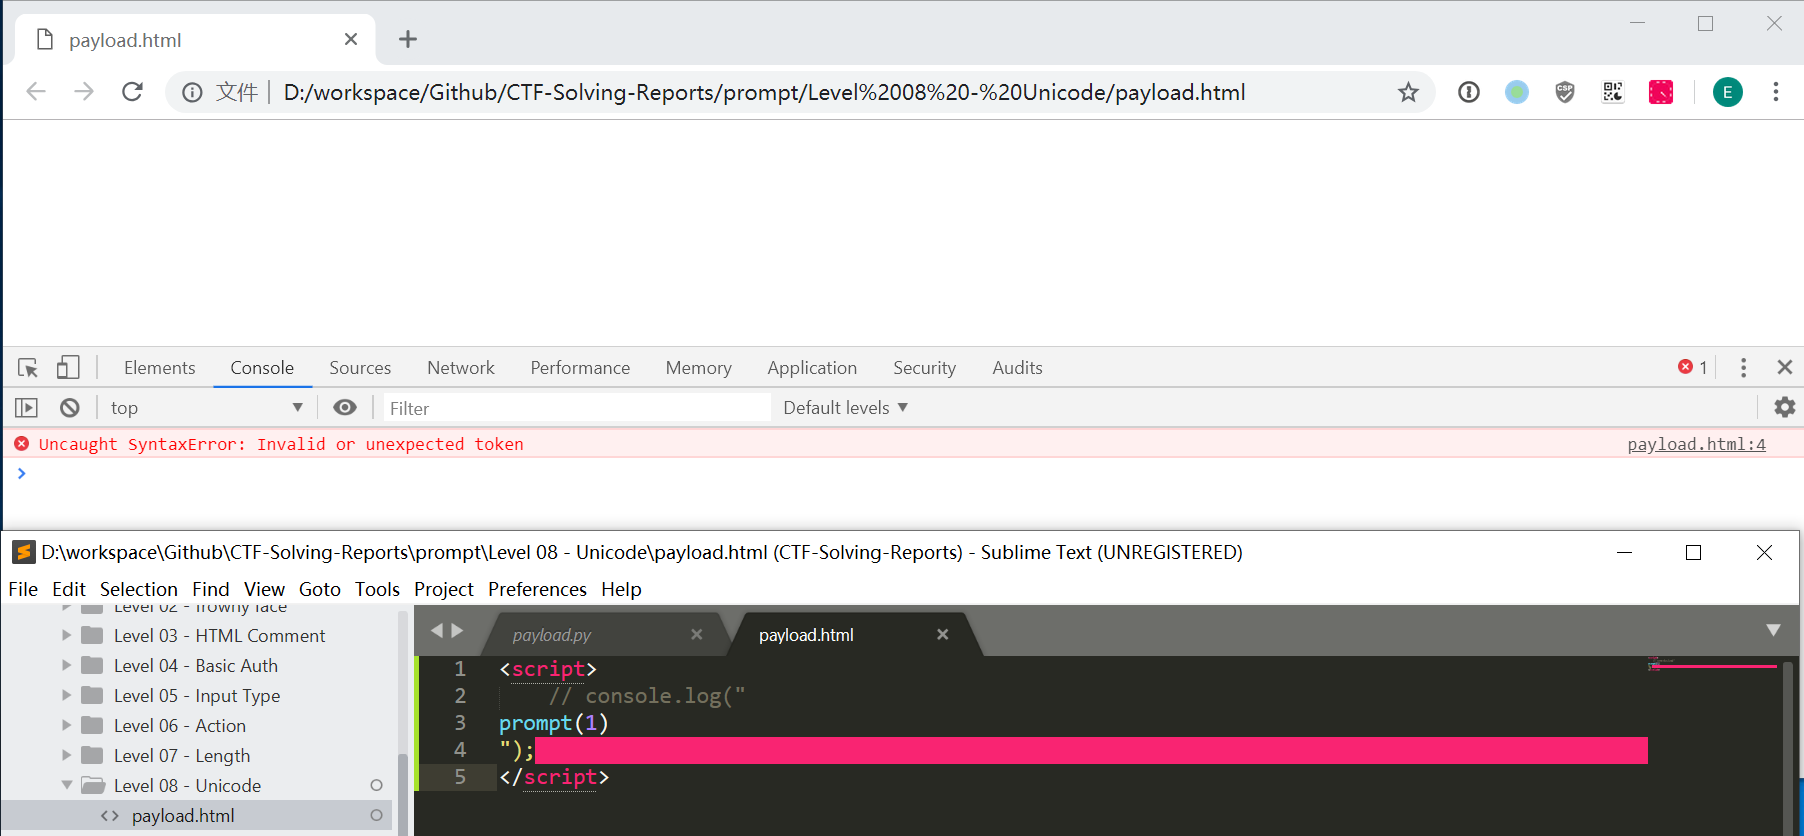 payload.html
文件 D:/workspace/Github/CTF-Solving-Reports/prompt/Level%2008%20-%20Unicode/payload.html
CSP
E
Elements Console Sources Network Performance Memory Application Security Audits 1
top Filter Default levels
Uncaught SyntaxError: Invalid or unexpected token payload.html:4
D:\workspace\Github\CTF-Solving-Reports\prompt\Level 08 - Unicode\payload.html (CTF-Solving-Reports) - Sublime Text (UNREGISTERED)
File Edit Selection Find View Goto Tools Project Preferences Help
Level 02 - frowny face
Level 03 - HTML Comment
Level 04 - Basic Auth
Level 05 - Input Type
Level 06 - Action
Level 07 - Length
Level 08 - Unicode
<> payload.html
payload.py payload.html
1 <script>
2 // console.log("
3 prompt(1)
4 ");
5 </script>